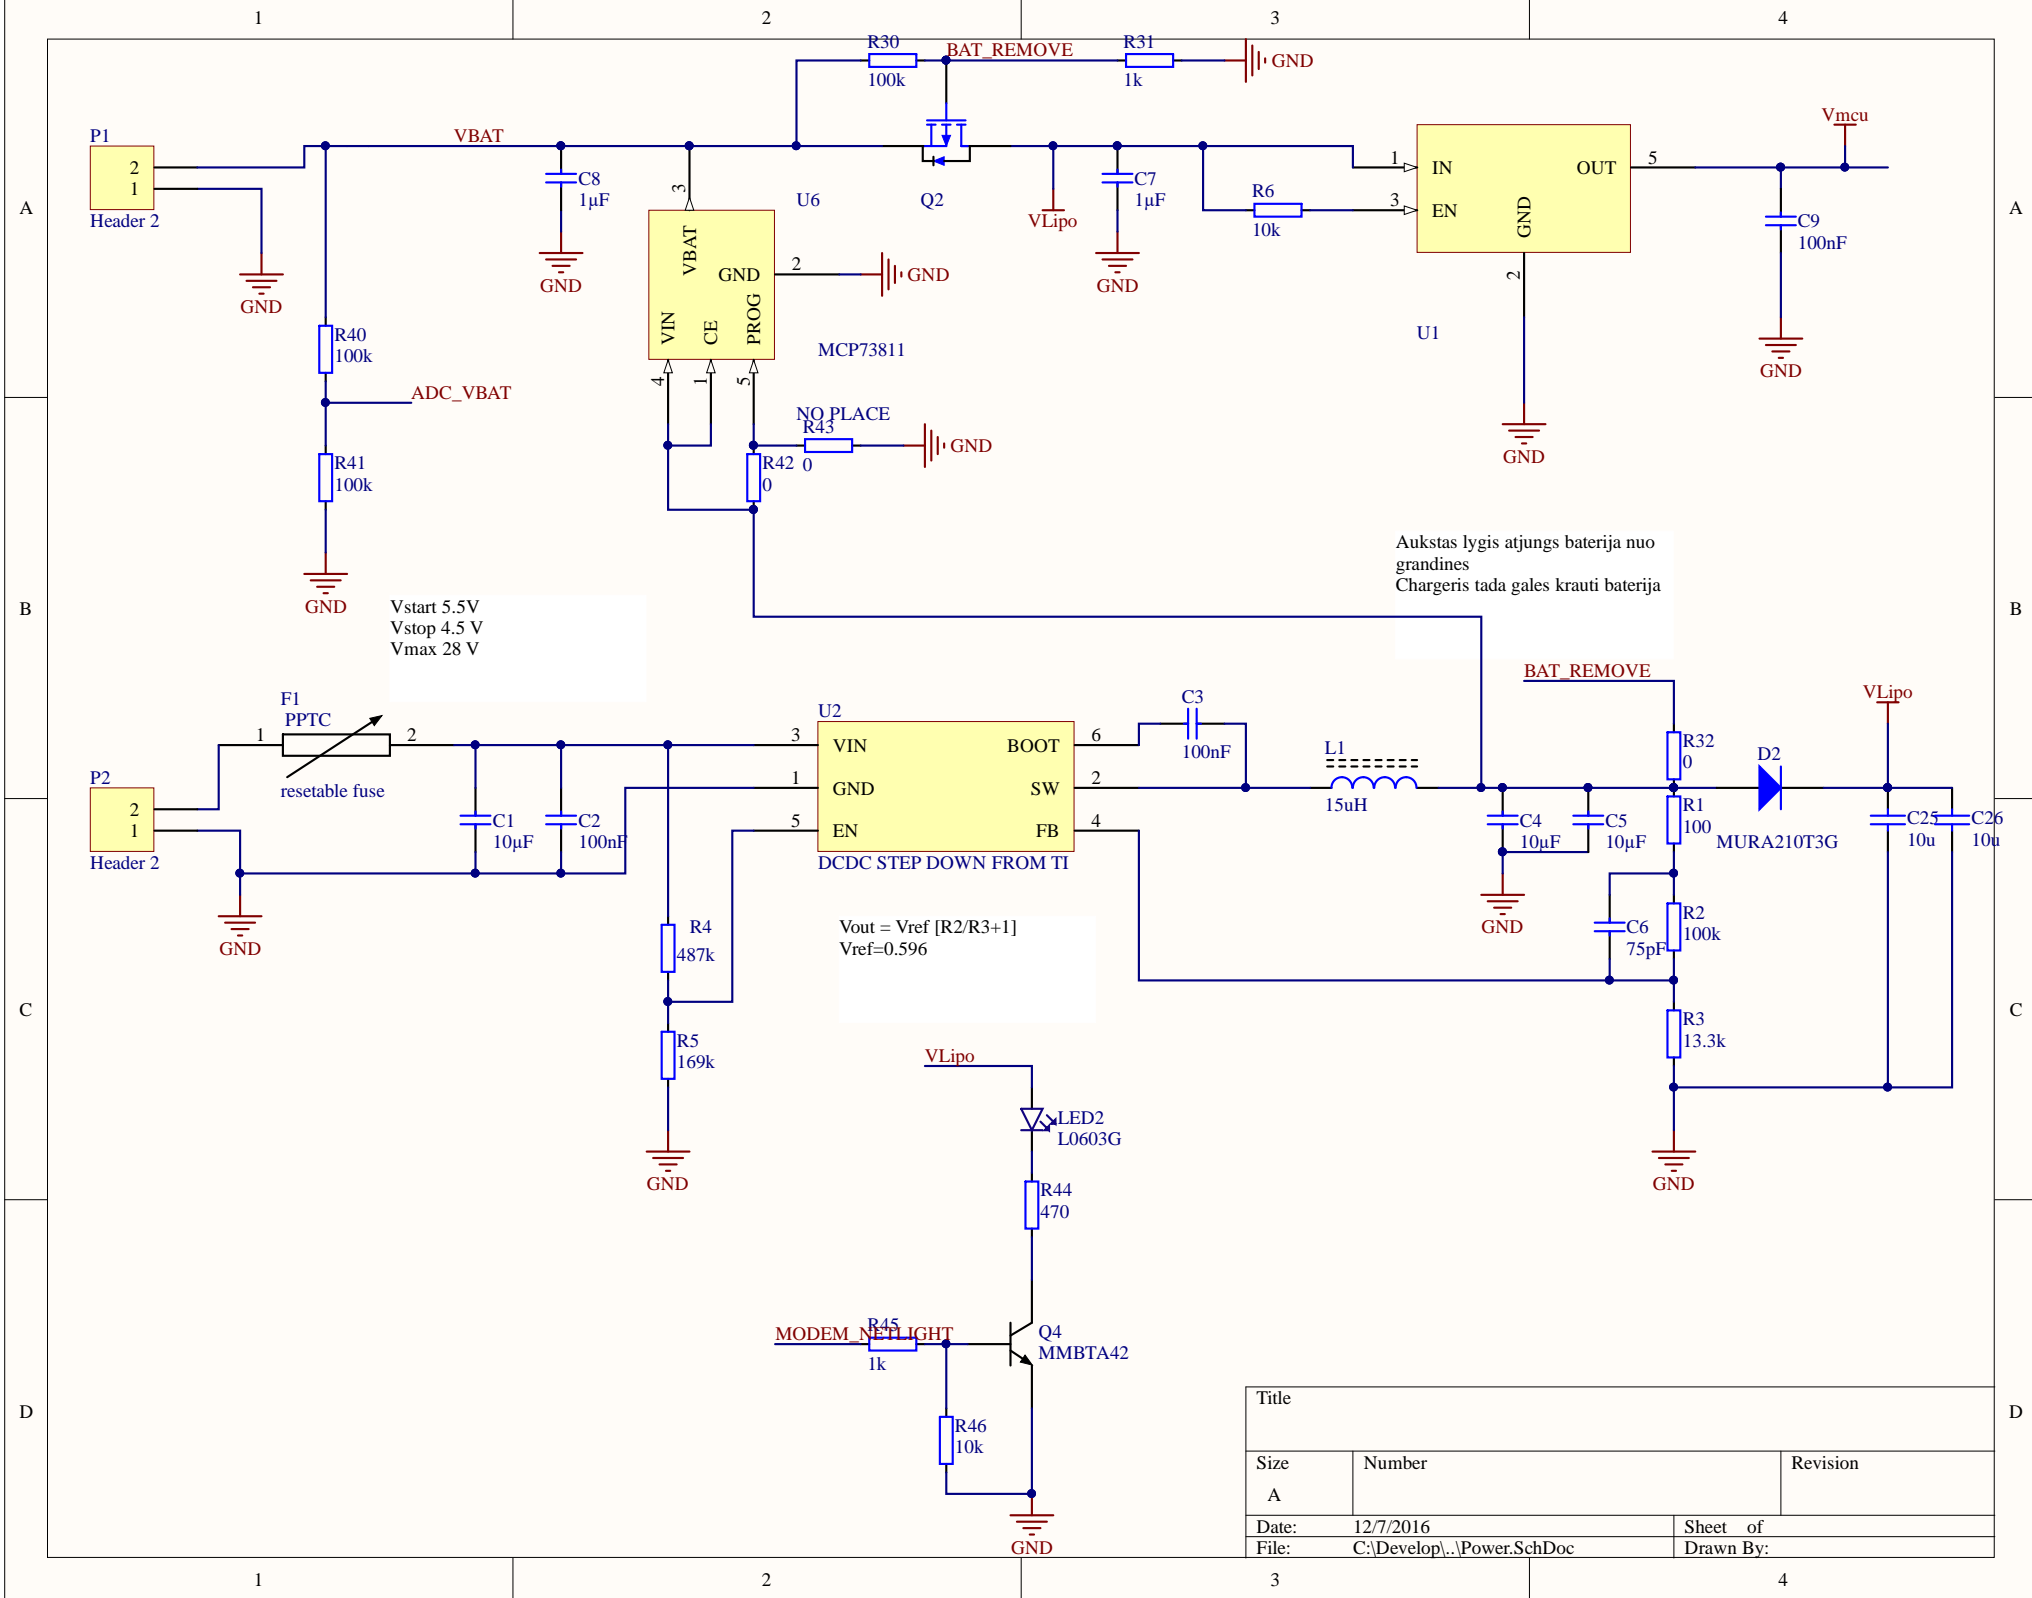 1
2
3
4
A
A
B
B
C
C
D
D
1
2
3
4
R30
100k
BAT_REMOVE
R31
1k
GND
P1
2
1
Header 2
GND
VBAT
C8
1µF
GND
U6
Q2
VLipo
C7
1µF
GND
R6
10k
1
IN
3
EN
OUT
5
GND
2
U1
GND
Vmcu
C9
100nF
GND
3
VBAT
GND
2
GND
VIN
CE
PROG
4
1
5
MCP73811
R40
100k
ADC_VBAT
R41
100k
GND
NO PLACE
R43
0
GND
R42
0
Aukstas lygis atjungs baterija nuo
grandines
Chargeris tada gales krauti baterija
Vstart 5.5V
Vstop 4.5 V
Vmax 28 V
F1
PPTC
1
2
resetable fuse
P2
2
1
Header 2
GND
C1
10µF
C2
100nF
U2
3
VIN
1
GND
5
EN
BOOT
6
SW
2
FB
4
DCDC STEP DOWN FROM TI
C3
100nF
L1
15uH
BAT_REMOVE
R32
0
D2
MURA210T3G
VLipo
C4
10µF
C5
10µF
GND
R1
100
C25
10u
C26
10u
C6
75pF
R2
100k
R3
13.3k
GND
R4
487k
R5
169k
GND
Vout = Vref [R2/R3+1]
Vref=0.596
VLipo
LED2
L0603G
R44
470
MODEM_NETLIGHT
R45
1k
Q4
MMBTA42
R46
10k
GND
Title
Size
A
Number
Revision
Date:
12/7/2016
Sheet of
File:
C:\Develop\..\Power.SchDoc
Drawn By: